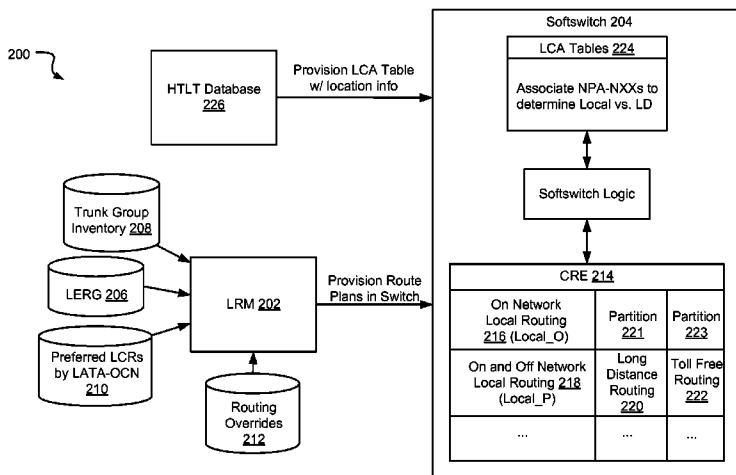 200
HTLT Database
226
Provision LCA Table
w/ location info
Softswitch 204
LCA Tables 224
Associate NPA-NXXs to
determine Local vs. LD
Softswitch Logic
Trunk Group
Inventory 208
LERG 206
Preferred LCRs
by LATA-OCN
210
LRM 202
Provision Route
Plans in Switch
Routing
Overrides
212
CRE 214
On Network
Local Routing
216 (Local_O)
Partition
221
Partition
223
On and Off Network
Local Routing 218
(Local_P)
Long
Distance
Routing
220
Toll Free
Routing
222
...
...
...